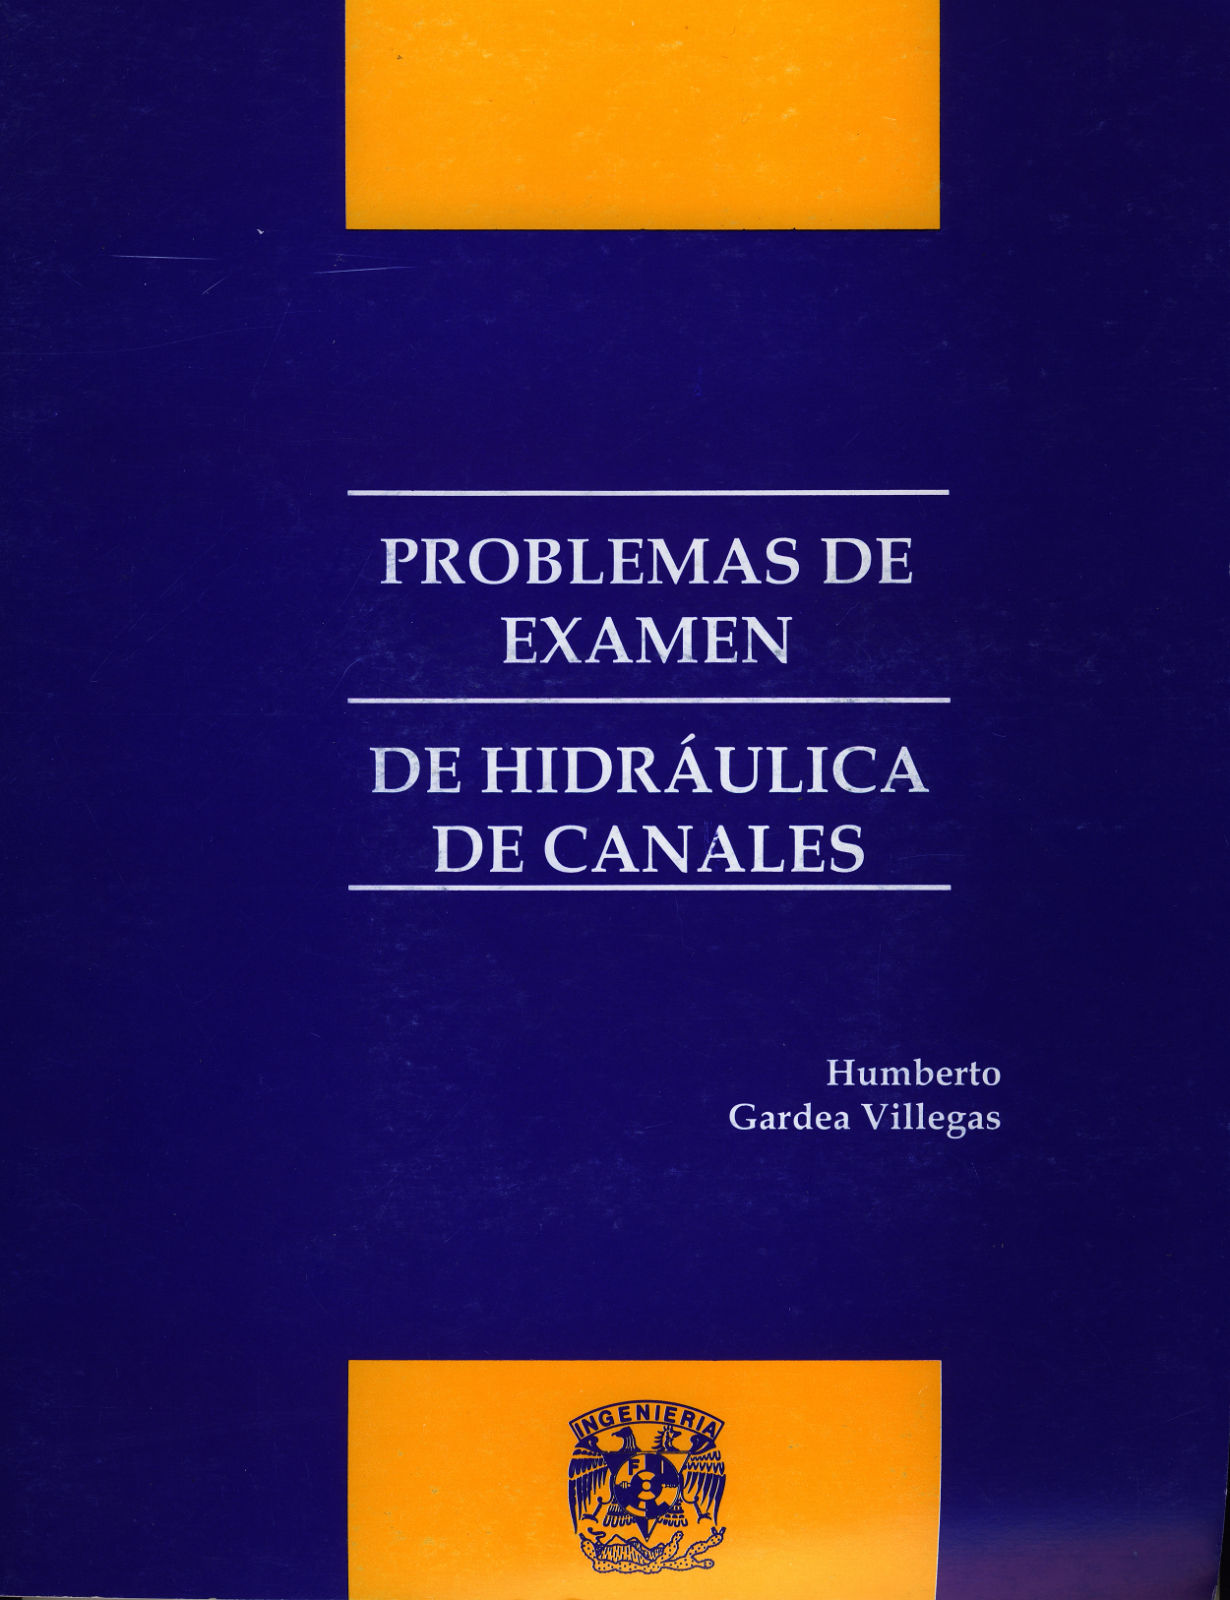 PROBLEMAS DE
EXAMEN
DE HIDRÁULICA
DE CANALES
Humberto
Gardea Villegas
INGENIERIA
F I